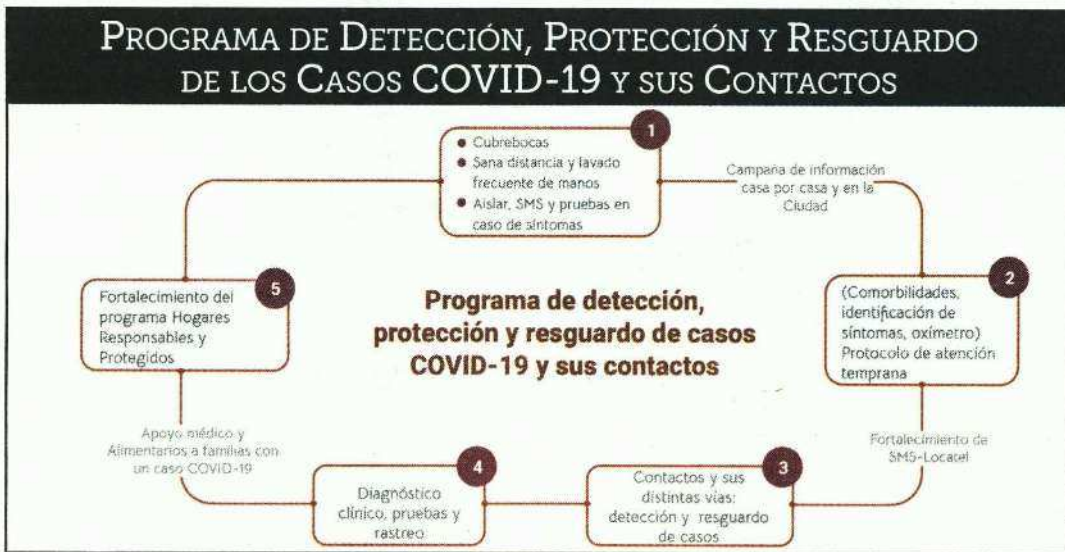 PROGRAMA DE DETECCIÓN, PROTECCIÓN Y RESGUARDO
DE LOS CASOS COVID-19 Y SUS CONTACTOS
1
● Cubrebocas
● Sana distancia y lavado
frecuente de manos
● Aislar, SMS y pruebas en
caso de síntomas
Campaña de información
casa por casa y en la
Ciudad
2
(Comorbilidades,
identificación de
síntomas, oxímetro)
Protocolo de atención
temprana
Fortalecimiento de
SMS-Locatel
3
Contactos y sus
distintas vías:
detección y resguardo
de casos
4
Diagnóstico
clínico, pruebas y
rastreo
Apoyo médico y
Alimentarios a familias con
un caso COVID-19
5
Fortalecimiento del
programa Hogares
Responsables y
Protegidos
Programa de detección,
protección y resguardo de casos
COVID-19 y sus contactos